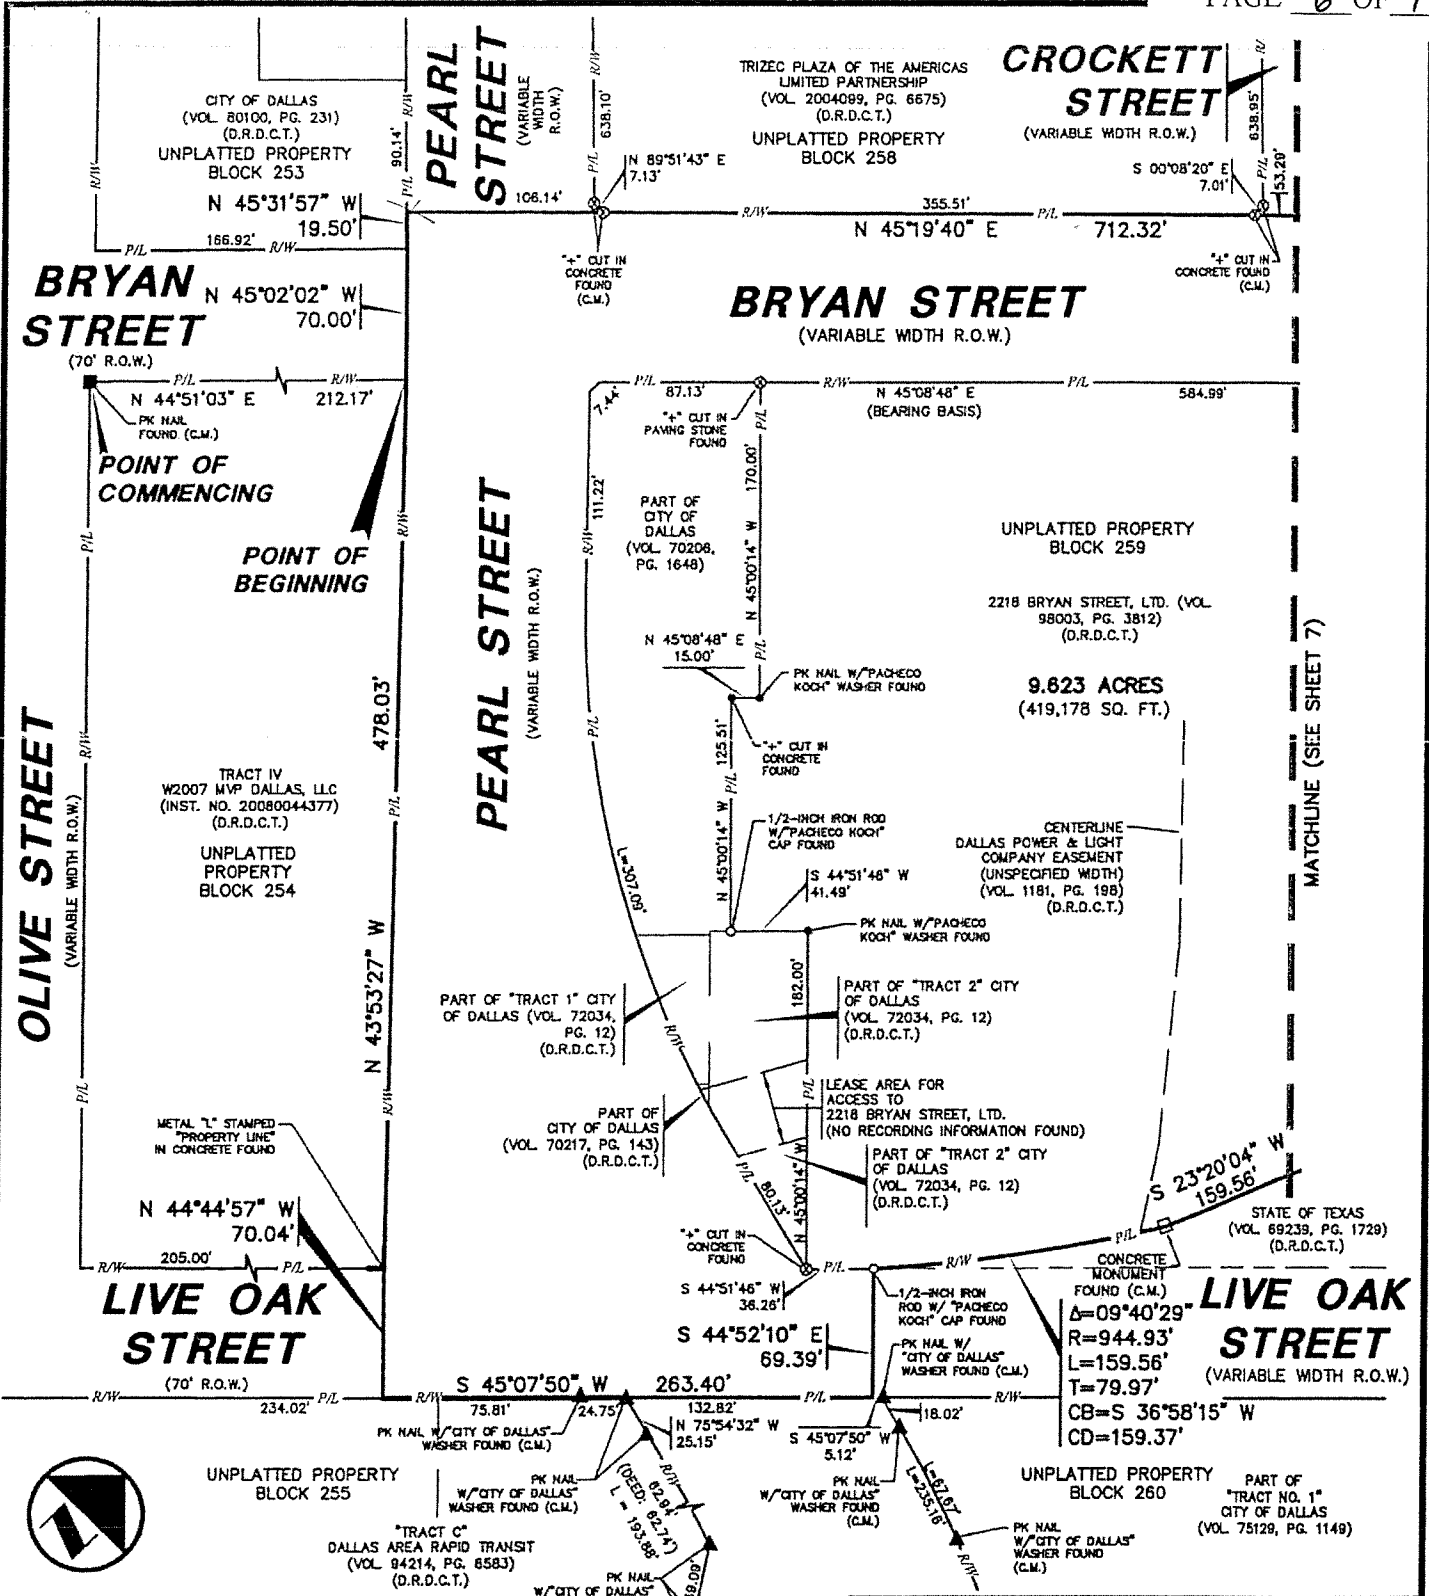 PAGE 6 OF
PEARL
STREET
(VARIABLE
WIDTH
R.O.W.)
CITY OF DALLAS
(VOL. 80100, PG. 231)
(D.R.D.C.T.)
UNPLATTED PROPERTY
BLOCK 253
R/W
P/L
90.14'
R/W
638.10'
P/L
TRIZEC PLAZA OF THE AMERICAS
LIMITED PARTNERSHIP
(VOL. 2004099, PG. 6675)
(D.R.D.C.T.)
UNPLATTED PROPERTY
BLOCK 258
CROCKETT
STREET
(VARIABLE WIDTH R.O.W.)
R/
638.95'
P/L
53.29'
R/W
N 45°31'57" W
19.50'
N 89°51'43" E
7.13'
S 00°08'20" E
7.01'
106.14'
R/W
355.51'
P/L
N 45°19'40" E 712.32'
P/L 166.92' R/W
"+" CUT IN
CONCRETE
FOUND
(C.M.)
"+" CUT IN
CONCRETE FOUND
(C.M.)
BRYAN
STREET
(70' R.O.W.)
N 45°02'02" W
70.00'
BRYAN STREET
(VARIABLE WIDTH R.O.W.)
P/L R/W
N 44°51'03" E 212.17'
PK NAIL
FOUND (C.M.)
POINT OF
COMMENCING
POINT OF
BEGINNING
7.44'
P/L 87.13' R/W
N 45°08'48" E
(BEARING BASIS)
P/L
584.99'
"+" CUT IN
PAVING STONE
FOUND
P/L
N 45°00'14" W 170.00'
P/L
111.22'
R/W
PART OF
CITY OF
DALLAS
(VOL. 70206,
PG. 1648)
PEARL STREET
(VARIABLE WIDTH R.O.W.)
UNPLATTED PROPERTY
BLOCK 259
2218 BRYAN STREET, LTD. (VOL.
98003, PG. 3812)
(D.R.D.C.T.)
9.623 ACRES
(419,178 SQ. FT.)
MATCHLINE (SEE SHEET 7)
N 45°08'48" E
15.00'
PK NAIL W/"PACHECO
KOCH" WASHER FOUND
"+" CUT IN
CONCRETE
FOUND
N 45°00'14" W 125.51'
P/L
1/2-INCH IRON ROD
W/"PACHECO KOCH"
CAP FOUND
S 44°51'46" W
41.49'
PK NAIL W/"PACHECO
KOCH" WASHER FOUND
CENTERLINE
DALLAS POWER & LIGHT
COMPANY EASEMENT
(UNSPECIFIED WIDTH)
(VOL. 1181, PG. 198)
(D.R.D.C.T.)
OLIVE STREET
(VARIABLE WIDTH R.O.W.)
P/L
R/W
P/L
TRACT IV
W2007 MVP DALLAS, LLC
(INST. NO. 20080044377)
(D.R.D.C.T.)
UNPLATTED
PROPERTY
BLOCK 254
R/W
N 43°53'27" W 478.03'
P/L
R/W
P/L
L=307.09'
R/W
PART OF "TRACT 1" CITY
OF DALLAS (VOL. 72034,
PG. 12)
(D.R.D.C.T.)
182.00'
PART OF "TRACT 2" CITY
OF DALLAS
(VOL. 72034, PG. 12)
(D.R.D.C.T.)
P/L
LEASE AREA FOR
ACCESS TO
2218 BRYAN STREET, LTD.
(NO RECORDING INFORMATION FOUND)
PART OF
CITY OF DALLAS
(VOL. 70217, PG. 143)
(D.R.D.C.T.)
PART OF "TRACT 2" CITY
OF DALLAS
(VOL. 72034, PG. 12)
(D.R.D.C.T.)
N 45°00'14" W
P/L
80.13'
METAL "L" STAMPED
"PROPERTY LINE"
IN CONCRETE FOUND
N 44°44'57" W
70.04'
R/W 205.00' P/L
"+" CUT IN
CONCRETE
FOUND
S 44°51'46" W
36.26'
P/L
R/W
P/L
S 23°20'04" W
159.56'
STATE OF TEXAS
(VOL. 69239, PG. 1729)
(D.R.D.C.T.)
CONCRETE
MONUMENT
FOUND (C.M.)
LIVE OAK
STREET
(70' R.O.W.)
1/2-INCH IRON
ROD W/ "PACHECO
KOCH" CAP FOUND
S 44°52'10" E
69.39'
PK NAIL W/
"CITY OF DALLAS"
WASHER FOUND (C.M.)
Δ=09°40'29"
R=944.93'
L=159.56'
T=79.97'
CB=S 36°58'15" W
CD=159.37'
LIVE OAK
STREET
(VARIABLE WIDTH R.O.W.)
R/W
234.02' P/L
R/W
S 45°07'50" W 263.40'
75.81' 24.75' 132.82'
P/L
R/W
18.02'
PK NAIL W/"CITY OF DALLAS"
WASHER FOUND (C.M.)
N 75°54'32" W
25.15'
S 45°07'50" W
5.12'
UNPLATTED PROPERTY
BLOCK 255
PK NAIL
W/"CITY OF DALLAS"
WASHER FOUND (C.M.)
R/W
62.94'
(DEED: 62.74')
L = 193.88'
PK NAIL
W/"CITY OF DALLAS"
WASHER FOUND
(C.M.)
L=67.67'
L=235.16'
R/W
UNPLATTED PROPERTY
BLOCK 260
PART OF
"TRACT NO. 1"
CITY OF DALLAS
(VOL. 75129, PG. 1149)
"TRACT C"
DALLAS AREA RAPID TRANSIT
(VOL. 94214, PG. 6583)
(D.R.D.C.T.)
PK NAIL
W/"CITY OF DALLAS"
WASHER FOUND
(C.M.)
PK NAIL
W/"CITY OF DALLAS"